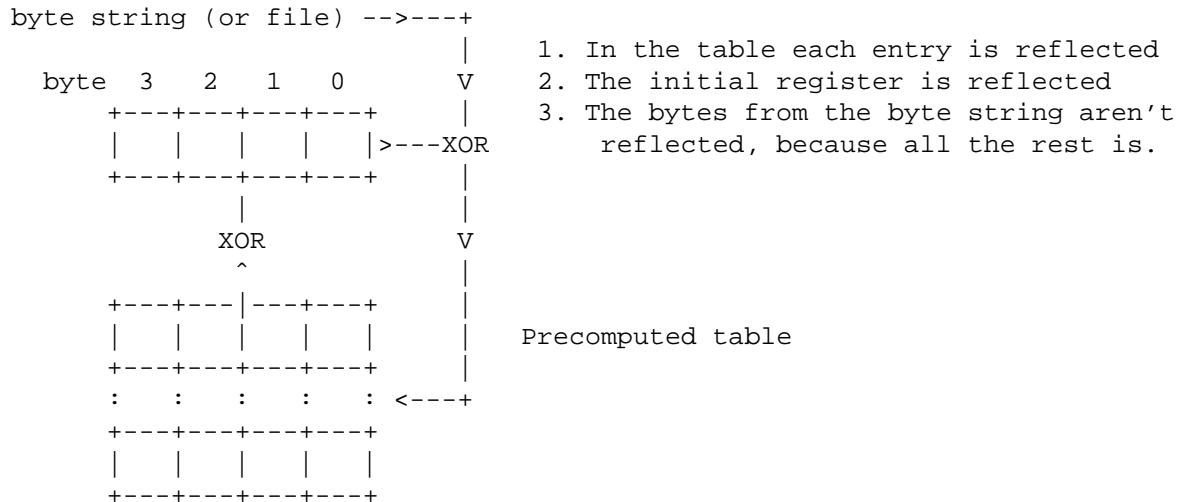 byte string (or file) -->---+
                            |    1. In the table each entry is reflected
  byte  3   2   1   0       V    2. The initial register is reflected
      +---+---+---+---+     |    3. The bytes from the byte string aren't
      |   |   |   |   |>---XOR      reflected, because all the rest is.
      +---+---+---+---+     |
              |             |
             XOR            V
              ^             |
      +---+---|---+---+     |
      |   |   |   |   |     |   Precomputed table
      +---+---+---+---+     |
      :   :   :   :   : <---+
      +---+---+---+---+
      |   |   |   |   |
      +---+---+---+---+